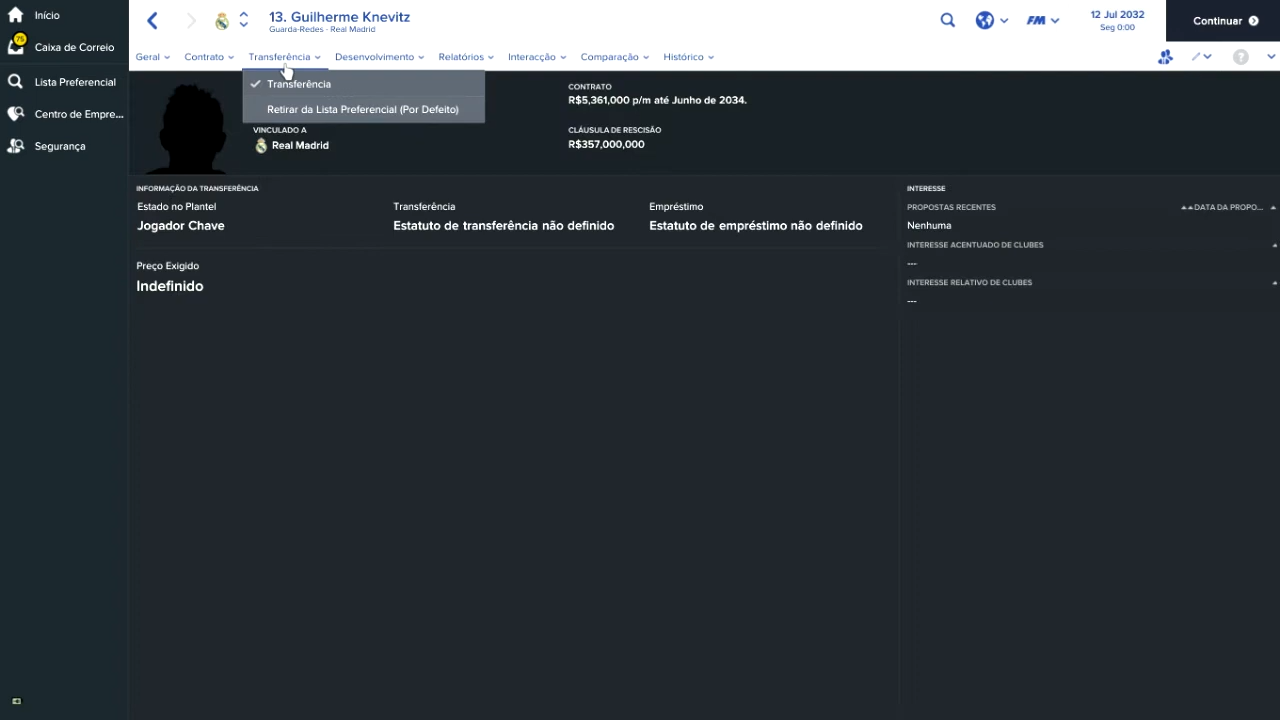 Início
75
Caixa de Correio
Lista Preferencial
Centro de Empre...
Segurança
13. Guilherme Knevitz
Guarda-Redes - Real Madrid
FM
12 Jul 2032
Seg 0:00
Continuar
Geral
Contrato
Transferência
Desenvolvimento
Relatórios
Interacção
Comparação
Histórico
?
Transferência
Retirar da Lista Preferencial (Por Defeito)
VINCULADO A
Real Madrid
CONTRATO
R$5,361,000 p/m até Junho de 2034.
CLÁUSULA DE RESCISÃO
R$357,000,000
INFORMAÇÃO DA TRANSFERÊNCIA
Estado no Plantel
Jogador Chave
Transferência
Estatuto de transferência não definido
Empréstimo
Estatuto de empréstimo não definido
Preço Exigido
Indefinido
INTERESSE
PROPOSTAS RECENTES
DATA DA PROPO...
Nenhuma
INTERESSE ACENTUADO DE CLUBES
---
INTERESSE RELATIVO DE CLUBES
---